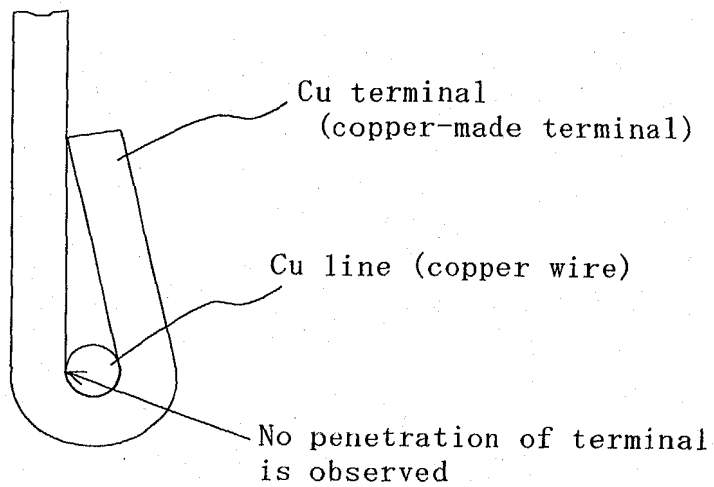 Cu terminal
(copper-made terminal)
Cu line (copper wire)
No penetration of terminal
is observed